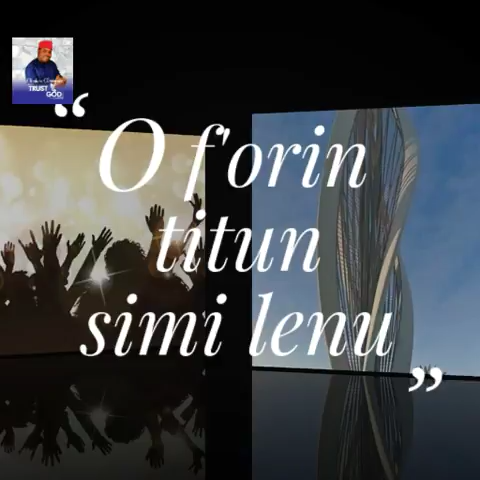 TRUST
GOD
“
O f'orin
titun
simi lenu
”